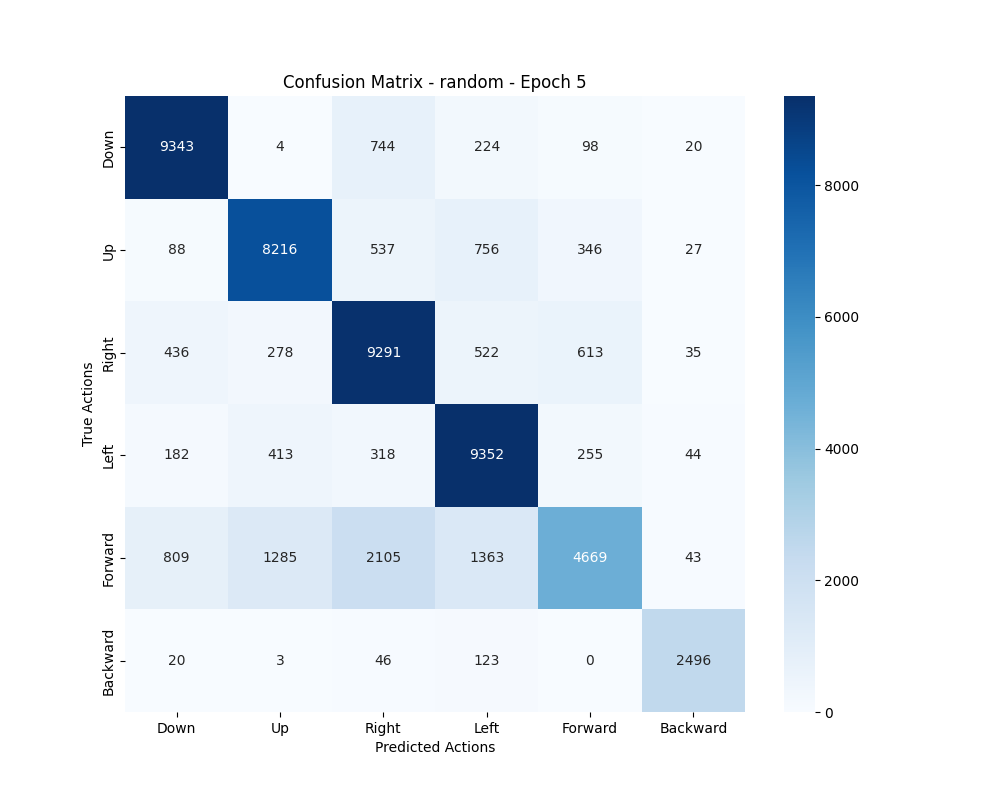 Confusion Matrix - random - Epoch 5
Down 9343 4 744 224 98 20
Up 88 8216 537 756 346 27
Right 436 278 9291 522 613 35
Left 182 413 318 9352 255 44
Forward 809 1285 2105 1363 4669 43
Backward 20 3 46 123 0 2496
Down Up Right Left Forward Backward
Predicted Actions
True Actions
8000
6000
4000
2000
0